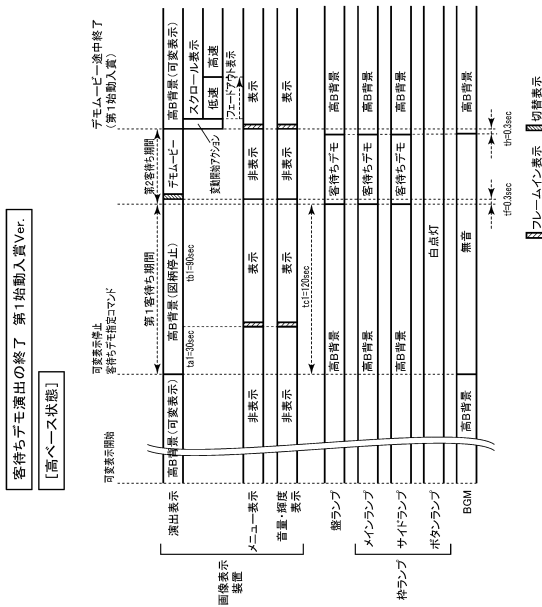 客待ちデモ演出の終了 第1始動入賞Ver.
[高ベース状態]
可変表示開始
可変表示停止
客待ちデモ指定コマンド
デモムービー途中終了
(第1始動入賞)
第1客待ち期間
第2客待ち期間
画像表示
装置
演出表示
高B背景(可変表示)
高B背景(図柄停止)
デモムービー
高B背景(可変表示)
スクロール表示
低速
高速
変動開始アクション
フェードアウト表示
ta1=30sec
tb1=90sec
メニュー表示
非表示
表示
非表示
表示
音量・輝度
表示
非表示
表示
非表示
表示
tc1=120sec
盤ランプ
高B背景
客待ちデモ
高B背景
枠ランプ
メインランプ
高B背景
客待ちデモ
高B背景
サイドランプ
高B背景
客待ちデモ
高B背景
ボタンランプ
白点灯
BGM
高B背景
無音
高B背景
tf=0.3sec
th=0.3sec
フレームイン表示
切替表示